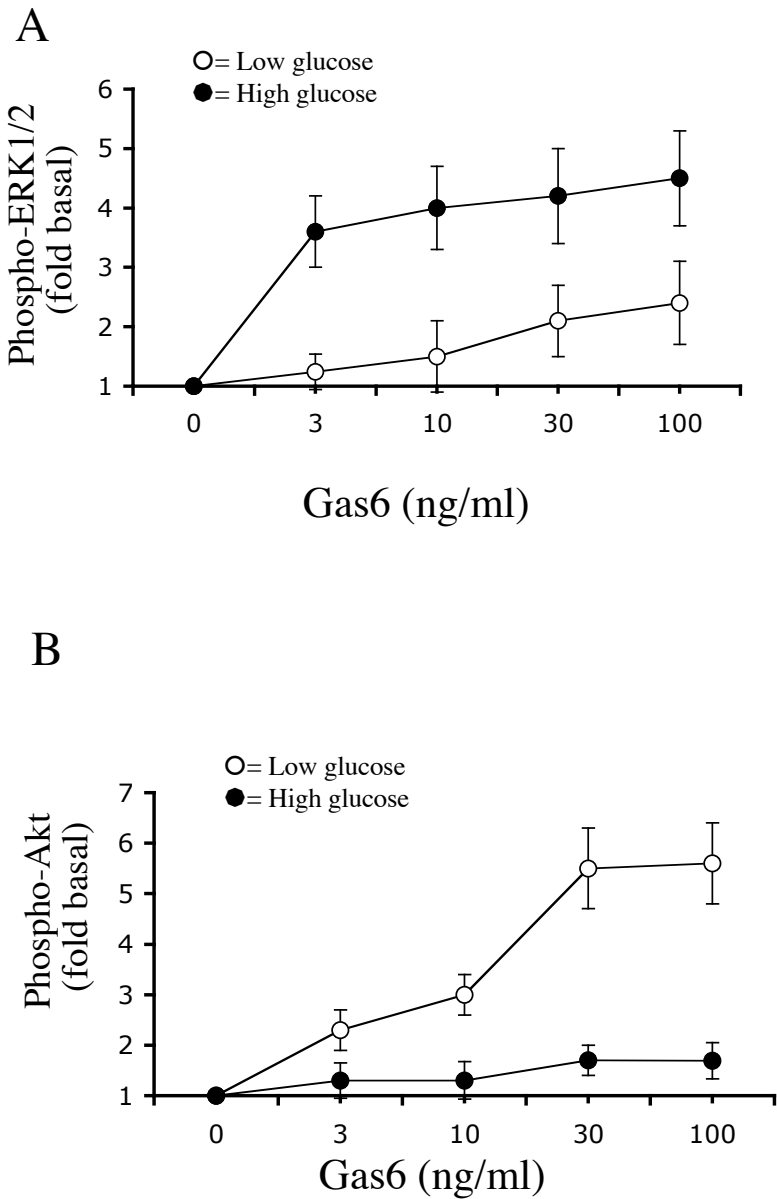 A
= Low glucose
= High glucose
Phospho-ERK1/2
(fold basal)
6
5
4
3
2
1
0 3 10 30 100
Gas6 (ng/ml)
B
= Low glucose
= High glucose
Phospho-Akt
(fold basal)
7
6
5
4
3
2
1
0 3 10 30 100
Gas6 (ng/ml)